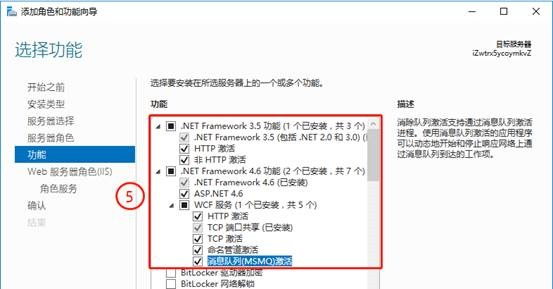 添加角色和功能向导
选择功能
目标服务器
iZwtrx5ycoymkvZ
开始之前
安装类型
服务器选择
服务器角色
功能
Web 服务器角色(IIS)
角色服务
确认
结果
选择要安装在所选服务器上的一个或多个功能。
功能
.NET Framework 3.5 功能 (1 个已安装，共 3 个)
.NET Framework 3.5 (包括 .NET 2.0 和 3.0) (
HTTP 激活
非 HTTP 激活
.NET Framework 4.6 功能 (2 个已安装，共 7 个)
.NET Framework 4.6 (已安装)
ASP.NET 4.6
WCF 服务 (1 个已安装，共 5 个)
HTTP 激活
TCP 端口共享 (已安装)
TCP 激活
命名管道激活
消息队列(MSMQ)激活
BitLocker 驱动器加密
BitLocker 网络解锁
5
描述
消除队列激活支持通过消息队列激活
进程。使用消息队列激活的应用程序
可以动态地开始和停止响应网络上通
过消息队列到达的工作项。